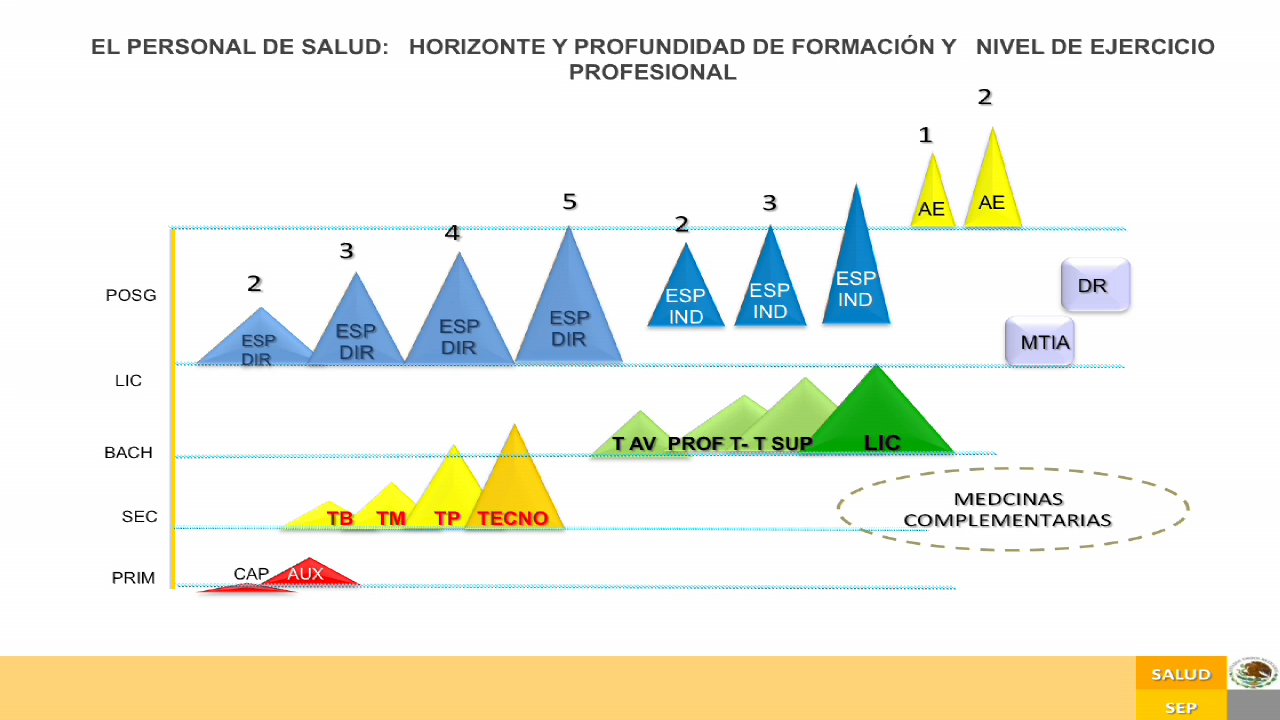 EL PERSONAL DE SALUD: HORIZONTE Y PROFUNDIDAD DE FORMACIÓN Y NIVEL DE EJERCICIO
PROFESIONAL
2
1
AE
AE
5
4
3
2
2
3
ESP
DIR
ESP
DIR
ESP
DIR
ESP
DIR
ESP
IND
ESP
IND
ESP
IND
POSG
DR
MTIA
LIC
T AV PROF T- T SUP LIC
BACH
MEDCINAS
COMPLEMENTARIAS
SEC
TB TM TP TECNO
PRIM
CAP AUX
SALUD
SEP